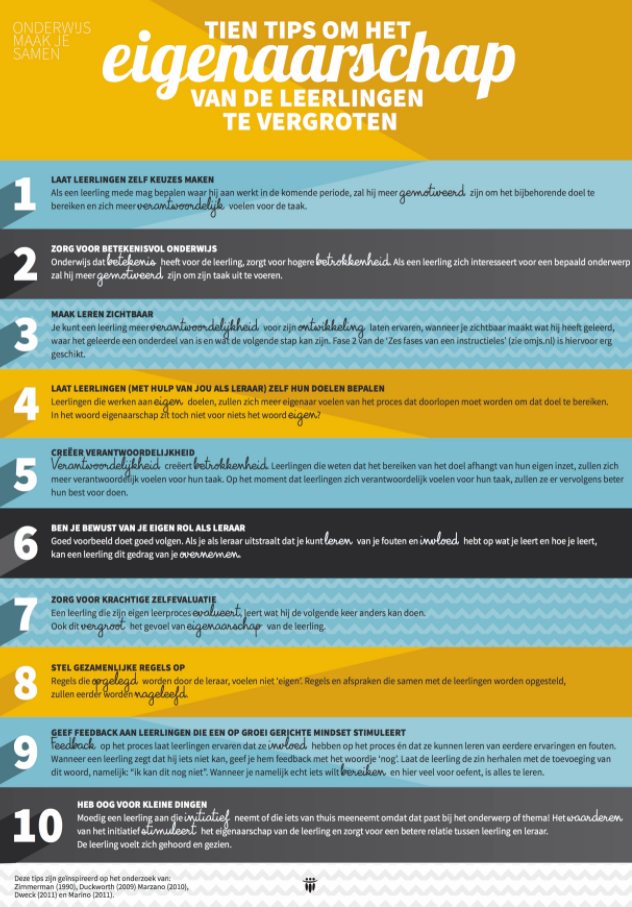 ONDERWIJS
MAAK JE
SAMEN
TIEN TIPS OM HET
eigenaarschap
VAN DE LEERLINGEN
TE VERGROTEN
1
LAAT LEERLINGEN ZELF KEUZES MAKEN
Als een leerling mede mag bepalen waar hij aan werkt in de komende periode, zal hij meer gemotiveerd zijn om het bijbehorende doel te
bereiken en zich meer verantwoordelijk voelen voor de taak.
2
ZORG VOOR BETEKENISVOL ONDERWIJS
Onderwijs dat betekenis heeft voor de leerling, zorgt voor hogere betrokkenheid. Als een leerling zich interesseert voor een bepaald onderwerp
zal hij meer gemotiveerd zijn om zijn taak uit te voeren.
3
MAAK LEREN ZICHTBAAR
Je kunt een leerling meer verantwoordelijkheid voor zijn ontwikkeling laten ervaren, wanneer je zichtbaar maakt wat hij heeft geleerd,
waar het geleerde een onderdeel van is en wat de volgende stap kan zijn. Fase 2 van de 'Zes fases van een instructieles' (zie omjs.nl) is hiervoor erg
geschikt.
4
LAAT LEERLINGEN (MET HULP VAN JOU ALS LERAAR) ZELF HUN DOELEN BEPALEN
Leerlingen die werken aan eigen doelen, zullen zich meer eigenaar voelen van het proces dat doorlopen moet worden om dat doel te bereiken.
In het woord eigenaarschap zit toch niet voor niets het woord eigen?
5
CREËER VERANTWOORDELIJKHEID
Verantwoordelijkheid creëert betrokkenheid. Leerlingen die weten dat het bereiken van het doel afhangt van hun eigen inzet, zullen zich
meer verantwoordelijk voelen voor hun taak. Op het moment dat leerlingen zich verantwoordelijk voelen voor hun taak, zullen ze er vervolgens beter
hun best voor doen.
6
BEN JE BEWUST VAN JE EIGEN ROL ALS LERAAR
Goed voorbeeld doet goed volgen. Als je als leraar uitstraalt dat je kunt leren van je fouten en invloed hebt op wat je leert en hoe je leert,
kan een leerling dit gedrag van je overnemen.
7
ZORG VOOR KRACHTIGE ZELFEVALUATIE
Een leerling die zijn eigen leerproces evalueert, leert wat hij de volgende keer anders kan doen.
Ook dit vergroot het gevoel van eigenaarschap van de leerling.
8
STEL GEZAMENLIJKE REGELS OP
Regels die opgelegd worden door de leraar, voelen niet 'eigen'. Regels en afspraken die samen met de leerlingen worden opgesteld,
zullen eerder worden nageleefd.
9
GEEF FEEDBACK AAN LEERLINGEN DIE EEN OP GROEI GERICHTE MINDSET STIMULEERT
Feedback op het proces laat leerlingen ervaren dat ze invloed hebben op het proces én dat ze kunnen leren van eerdere ervaringen en fouten.
Wanneer een leerling zegt dat hij iets niet kan, geef je hem feedback met het woordje 'nog'. Laat de leerling de zin herhalen met de toevoeging van
dit woord, namelijk: "ik kan dit nog niet". Wanneer je namelijk echt iets wilt bereiken en hier veel voor oefent, is alles te leren.
10
HEB OOG VOOR KLEINE DINGEN
Moedig een leerling aan die initiatief neemt of die iets van thuis meeneemt omdat dat past bij het onderwerp of thema! Het waarderen
van het initiatief stimuleert het eigenaarschap van de leerling en zorgt voor een betere relatie tussen leerling en leraar.
De leerling voelt zich gehoord en gezien.
Deze tips zijn geïnspireerd op het onderzoek van:
Zimmerman (1990), Duckworth (2009) Marzano (2010),
Dweck (2011) en Marino (2011).